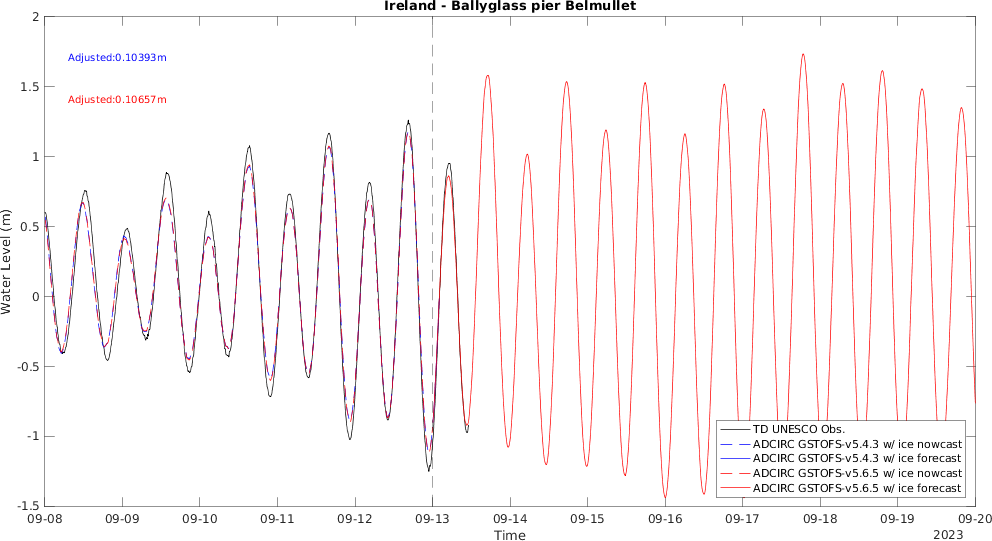 Ireland - Ballyglass pier Belmullet
Adjusted:0.10393m
Adjusted:0.10657m
Water Level (m)
2
1.5
1
0.5
0
-0.5
-1
-1.5
TD UNESCO Obs.
ADCIRC GSTOFS-v5.4.3 w/ ice nowcast
ADCIRC GSTOFS-v5.4.3 w/ ice forecast
ADCIRC GSTOFS-v5.6.5 w/ ice nowcast
ADCIRC GSTOFS-v5.6.5 w/ ice forecast
09-08 09-09 09-10 09-11 09-12 09-13 09-14 09-15 09-16 09-17 09-18 09-19 09-20
Time
2023